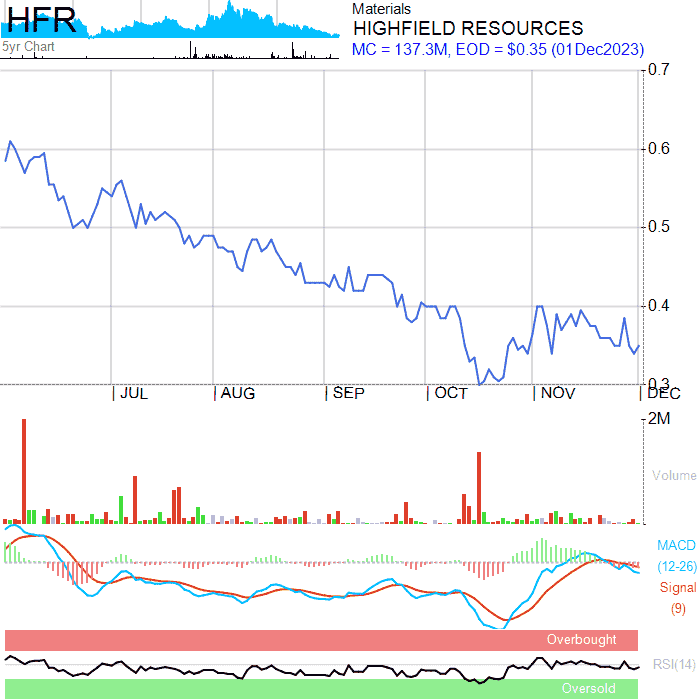 HFR
5yr Chart
Materials
HIGHFIELD RESOURCES
MC = 137.3M, EOD = $0.35 (01Dec2023)
0.7
0.6
0.5
0.4
0.3
JUL AUG SEP OCT NOV DEC
2M
Volume
MACD
(12-26)
Signal
(9)
Overbought
RSI(14)
Oversold